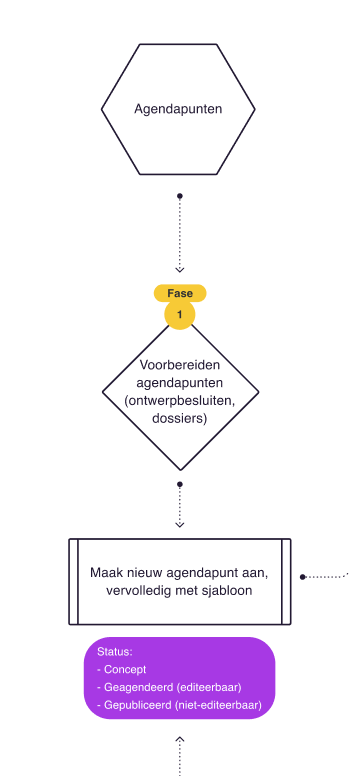 Agendapunten
Fase
1
Voorbereiden
agendapunten
(ontwerpbesluiten,
dossiers)
Maak nieuw agendapunt aan,
vervolledig met sjabloon
Status:
- Concept
- Geagendeerd (editeerbaar)
- Gepubliceerd (niet-editeerbaar)